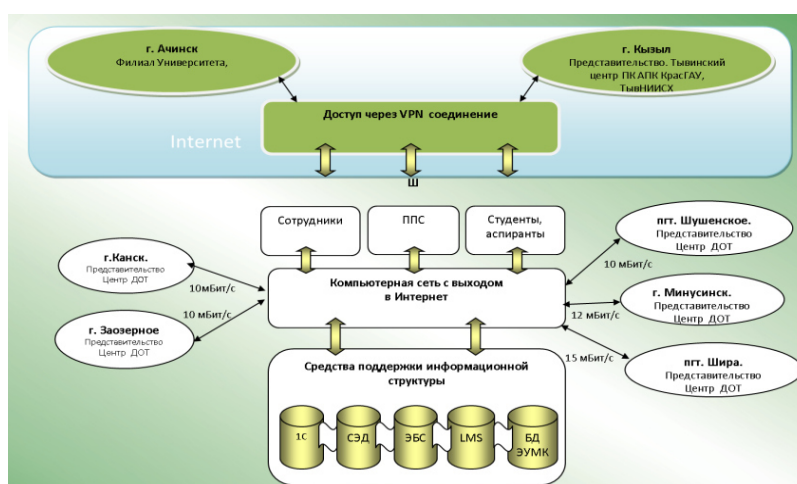 г. Ачинск
Филиал Университета,
г. Кызыл
Представительство. Тывинский
центр ПК АПК КрасГАУ,
ТывНИИСХ
Доступ через VPN соединение
Internet
Ш
Сотрудники
ППС
Студенты,
аспиранты
пгт. Шушенское.
Представительство
Центр ДОТ
г.Канск.
Представительство
Центр ДОТ
10 мБит/с
10мБит/с
Компьютерная сеть с выходом
в Интернет
г. Минусинск.
Представительство
Центр ДОТ
10 мБит/с
12 мБит/с
г. Заозерное
Представительство
Центр ДОТ
15 мБит/с
пгт. Шира.
Представительство
Центр ДОТ
Средства поддержки информационной
структуры
1С
СЭД
ЭБС
LMS
БД
ЭУМК